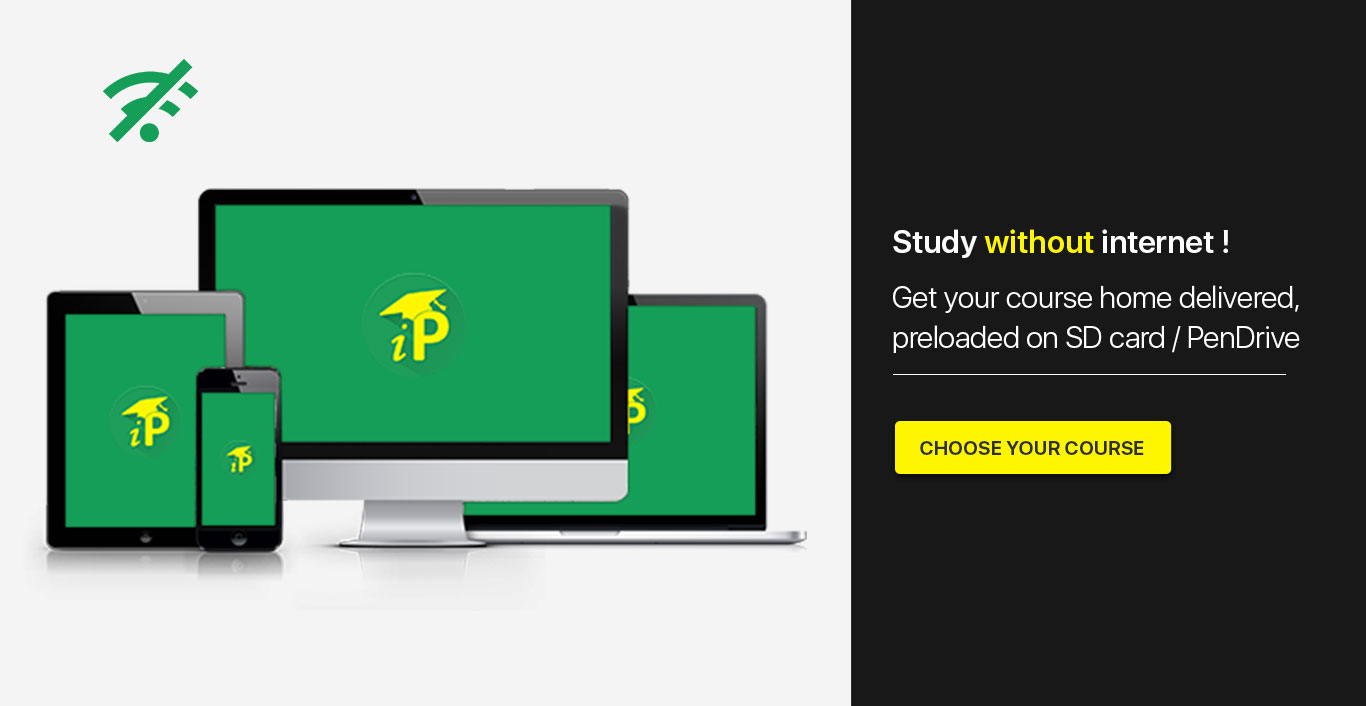 iP
iP
iP
P
Study without internet !
Get your course home delivered,
preloaded on SD card / PenDrive
CHOOSE YOUR COURSE